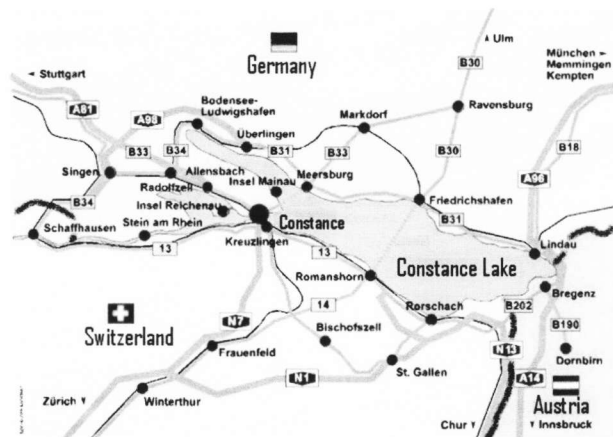 Ulm
München
Memmingen
Kempten
Germany
B30
Stuttgart
A81
A98
Bodensee-
Ludwigshafen
Überlingen
Markdorf
Ravensburg
B33
B34
B31
B33
B30
B18
A96
Singen
Allensbach
Radolfzell
Insel Mainau
Meersburg
Friedrichshafen
B34
Insel Reichenau
Constance
B31
Schaffhausen
Stein am Rhein
Kreuzlingen
13
13
Lindau
Constance Lake
Romanshorn
Bregenz
14
Rorschach
B202
Switzerland
N7
Bischofszell
B190
Frauenfeld
N13
Dornbirn
St. Gallen
N1
A14
Winterthur
Zürich
Austria
Chur
Innsbruck